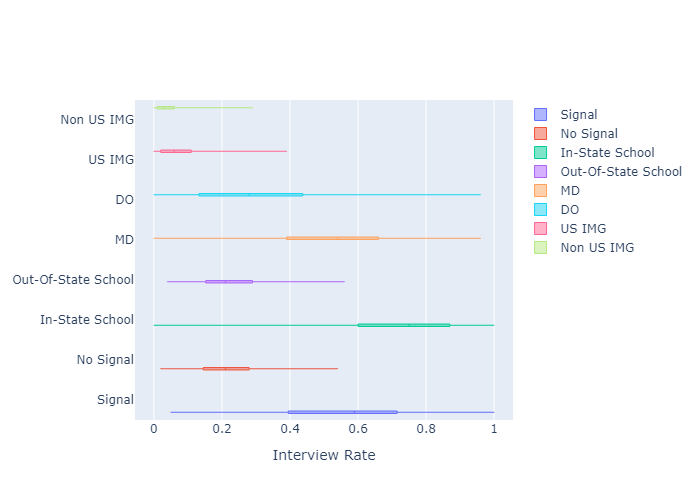 Non US IMG
US IMG
DO
MD
Out-Of-State School
In-State School
No Signal
Signal
0
0.2
0.4
0.6
0.8
1
Interview Rate
Signal
No Signal
In-State School
Out-Of-State School
MD
DO
US IMG
Non US IMG